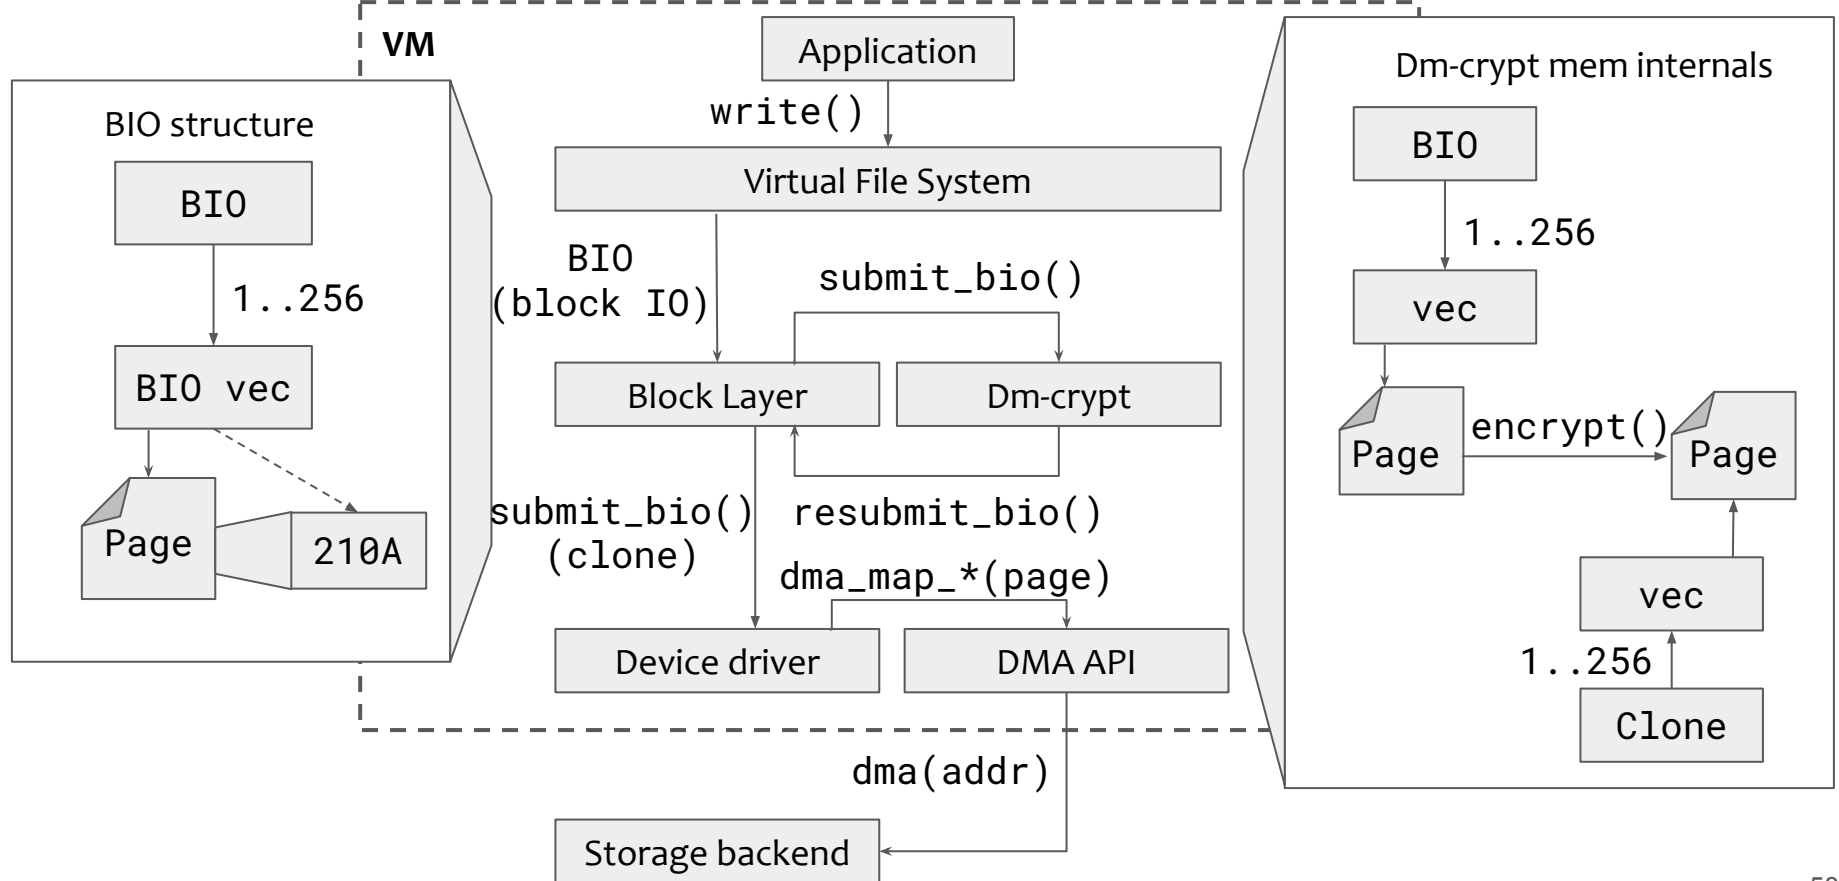 VM
Application
write()
Virtual File System
BIO
(block IO)
submit_bio()
Block Layer
Dm-crypt
submit_bio()
(clone)
resubmit_bio()
dma_map_*(page)
Device driver
DMA API
dma(addr)
Storage backend
BIO structure
BIO
1..256
BIO vec
Page
210A
Dm-crypt mem internals
BIO
1..256
vec
Page
encrypt()
Page
vec
1..256
Clone